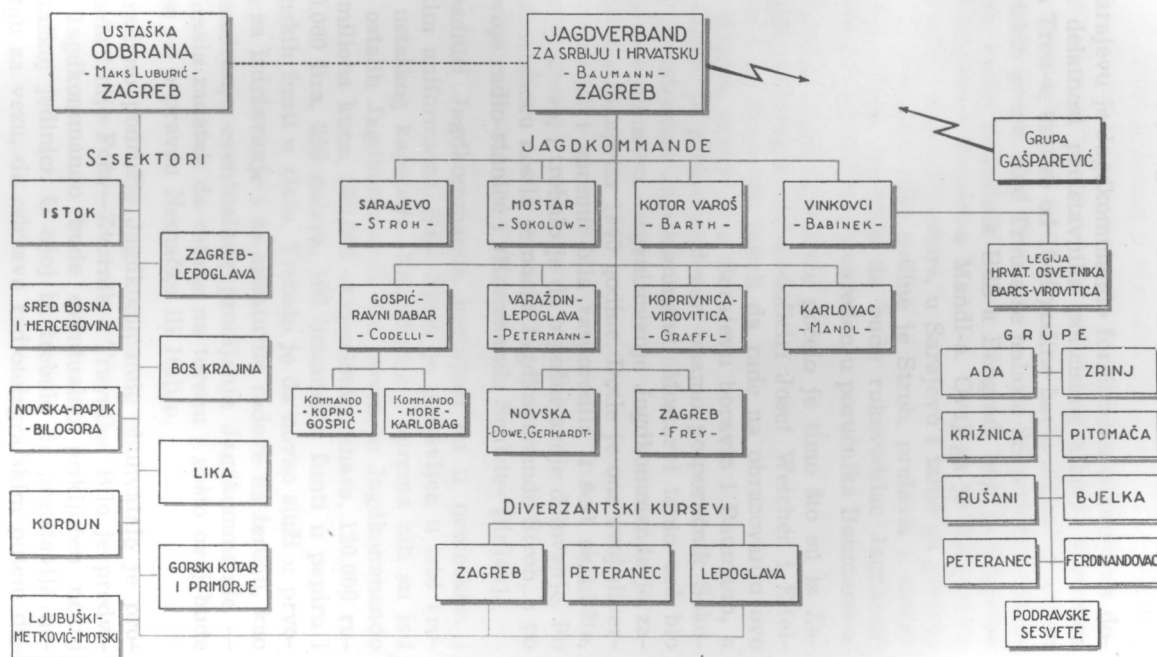 USTAŠKA
ODBRANA
- MAKS LUBURIĆ -
ZAGREB
JAGDVERBAND
ZA SRBIJU I HRVATSKU
- BAUMANN -
ZAGREB
GRUPA
GAŠPAREVIĆ
S-SEKTORI
ISTOK
ZAGREB-
LEPOGLAVA
SRED. BOSNA
I HERCEGOVINA
BOS. KRAJINA
NOVSKA-PAPUK
-BILOGORA
LIKA
KORDUN
GORSKI KOTAR
I PRIMORJE
LJUBUŠKI-
METKOVIĆ-IMOTSKI
JAGDKOMMANDE
SARAJEVO
- STROH -
MOSTAR
- SOKOLOW -
KOTOR VAROŠ
- BARTH -
VINKOVCI
- BABINEK -
GOSPIĆ-
RAVNI DABAR
- CODELLI -
VARAŽDIN-
LEPOGLAVA
- PETERMANN -
KOPRIVNICA-
VIROVITICA
- GRAFFL -
KARLOVAC
- MANDL -
KOMMANDO
- KOPNO -
GOSPIĆ
KOMMANDO
- MORE -
KARLOBAG
NOVSKA
-DOWE, GERHARDT-
ZAGREB
- FREY -
DIVERZANTSKI KURSEVI
ZAGREB
PETERANEC
LEPOGLAVA
LEGIJA
HRVAT. OSVETNIKA
BARCS-VIROVITICA
GRUPE
ADA
ZRINJ
KRIŽNICA
PITOMAČA
RUŠANI
BJELKA
PETERANEC
FERDINANDOVAC
PODRAVSKE
SESVETE